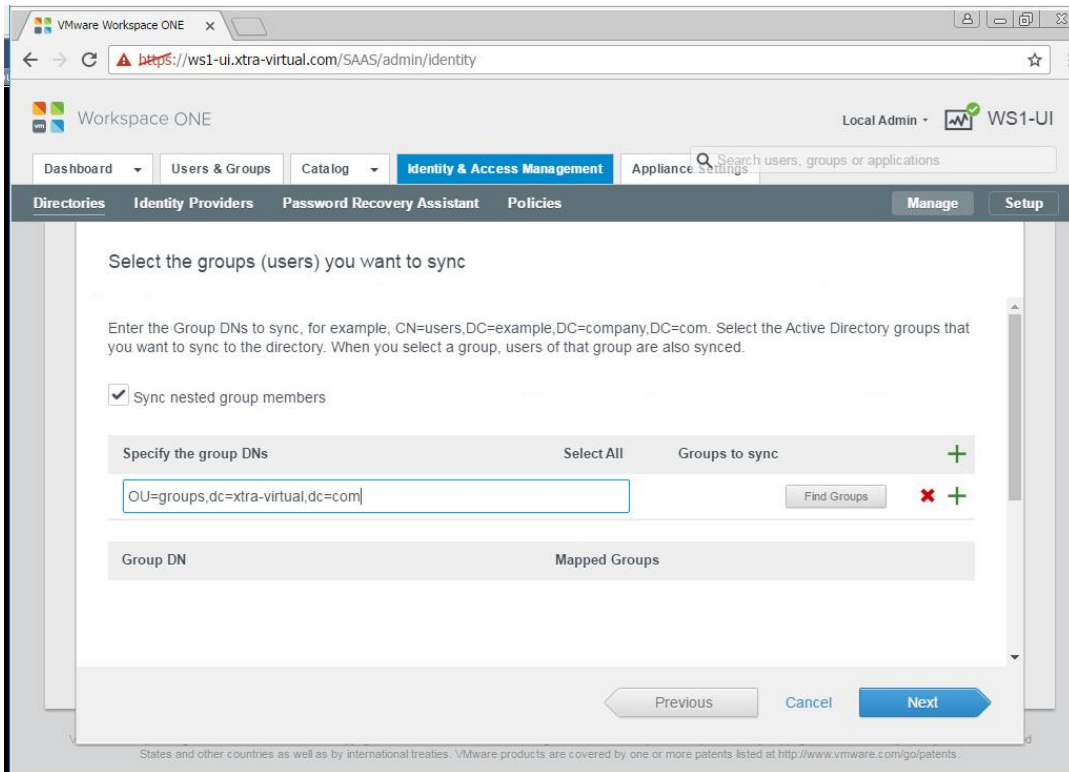 VMware Workspace ONE
https://ws1-ui.xtra-virtual.com/SAAS/admin/identity
vm Workspace ONE
Local Admin
WS1-UI
Search users, groups or applications
Dashboard
Users & Groups
Catalog
Identity & Access Management
Appliance Settings
Directories
Identity Providers
Password Recovery Assistant
Policies
Manage
Setup
Select the groups (users) you want to sync
Enter the Group DNs to sync, for example, CN=users,DC=example,DC=company,DC=com. Select the Active Directory groups that
you want to sync to the directory. When you select a group, users of that group are also synced.
Sync nested group members
Specify the group DNs
Select All
Groups to sync
OU=groups,dc=xtra-virtual,dc=com
Find Groups
Group DN
Mapped Groups
Previous
Cancel
Next
States and other countries as well as by international treaties. VMware products are covered by one or more patents listed at http://www.vmware.com/go/patents.